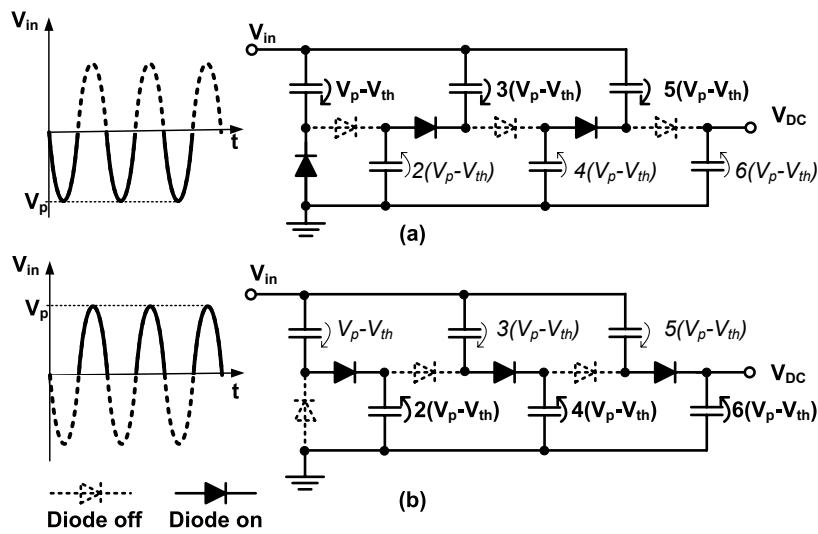 Vin
t
Vp
Vin
Vp-Vth
3(Vp-Vth)
5(Vp-Vth)
VDC
2(Vp-Vth)
4(Vp-Vth)
6(Vp-Vth)
(a)
Vin
Vp
t
Vin
Vp-Vth
3(Vp-Vth)
5(Vp-Vth)
VDC
2(Vp-Vth)
4(Vp-Vth)
6(Vp-Vth)
(b)
Diode off
Diode on